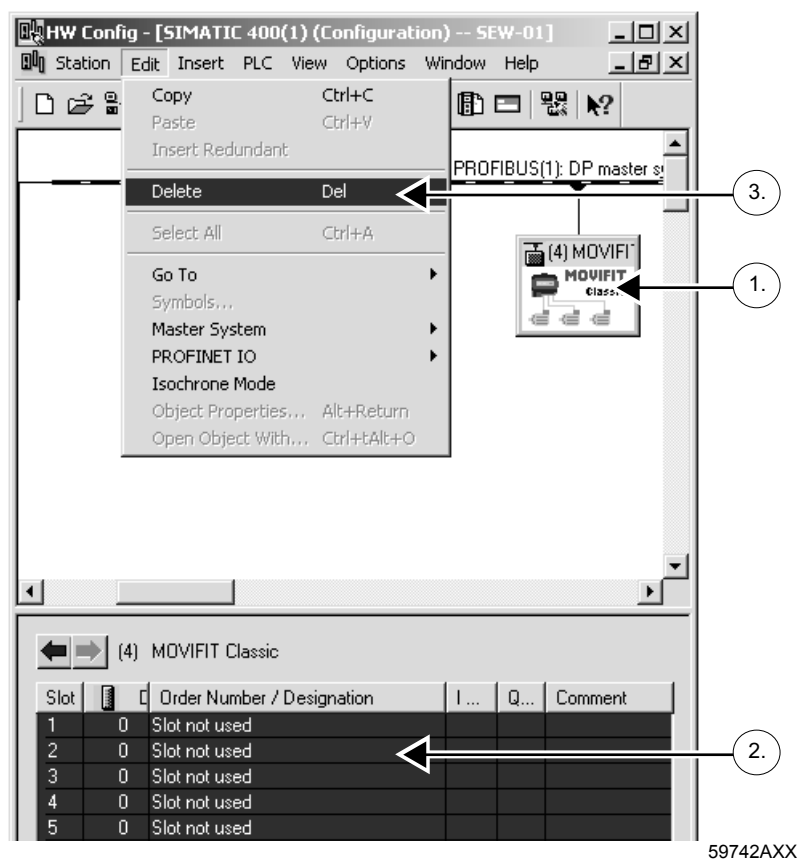 HW Config - [SIMATIC 400(1) (Configuration) -- SEW-01]
Station Edit Insert PLC View Options Window Help
Copy Ctrl+C
Paste Ctrl+V
Insert Redundant
PROFIBUS(1): DP master sy
Delete Del
3.
Select All Ctrl+A
(4) MOVIFIT
MOVIFIT
Classic
1.
Go To
Symbols...
Master System
PROFINET IO
Isochrone Mode
Object Properties... Alt+Return
Open Object With... Ctrl+tAlt+O
(4) MOVIFIT Classic
Slot D Order Number / Designation I ... Q... Comment
1 0 Slot not used
2 0 Slot not used
2.
3 0 Slot not used
4 0 Slot not used
5 0 Slot not used
59742AXX